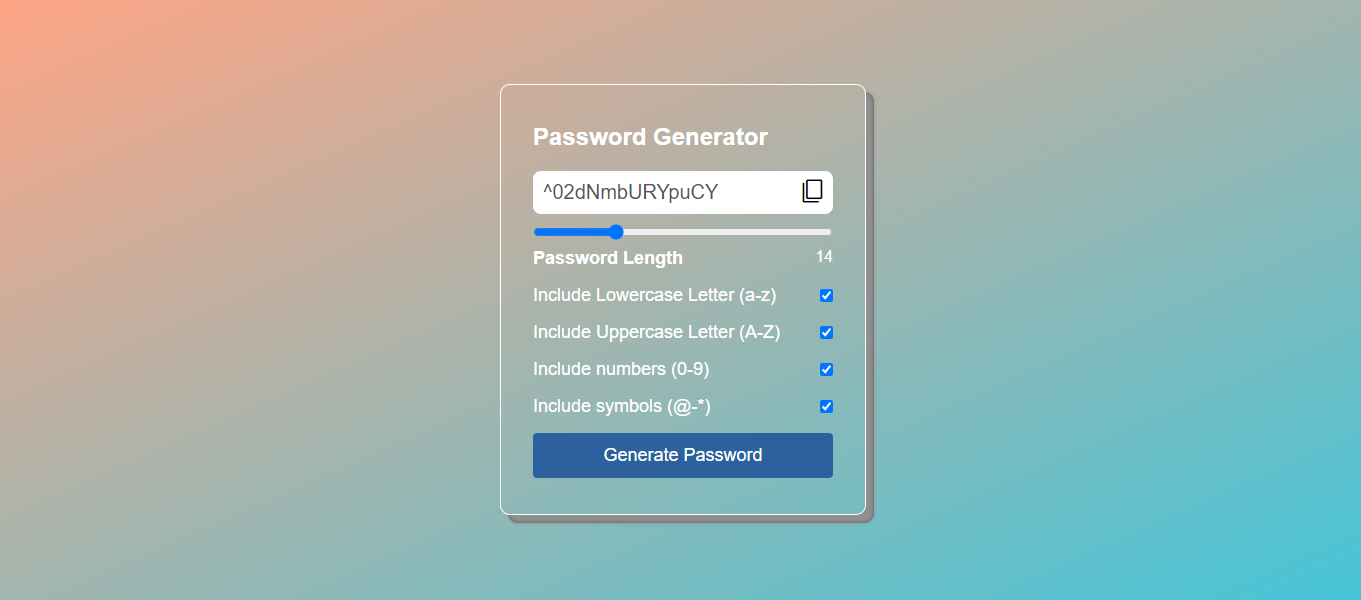 Password Generator
^02dNmbURYpuCY
Password Length 14
Include Lowercase Letter (a-z)
Include Uppercase Letter (A-Z)
Include numbers (0-9)
Include symbols (@-*)
Generate Password